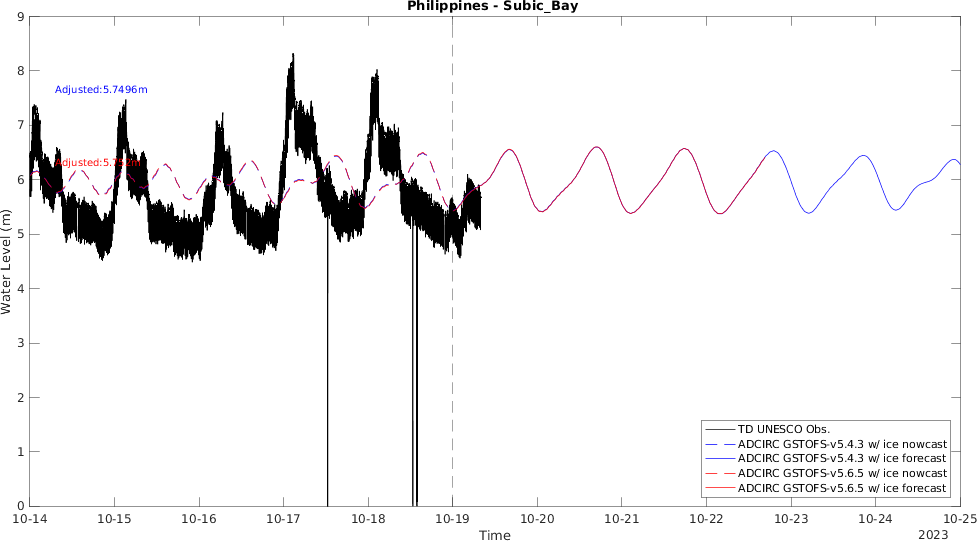 Philippines - Subic_Bay
9
8
7
6
5
4
3
2
1
0
Water Level (m)
Adjusted:5.7496m
TD UNESCO Obs.
ADCIRC GSTOFS-v5.4.3 w/ ice nowcast
ADCIRC GSTOFS-v5.4.3 w/ ice forecast
ADCIRC GSTOFS-v5.6.5 w/ ice nowcast
ADCIRC GSTOFS-v5.6.5 w/ ice forecast
10-14 10-15 10-16 10-17 10-18 10-19 10-20 10-21 10-22 10-23 10-24 10-25
Time
2023